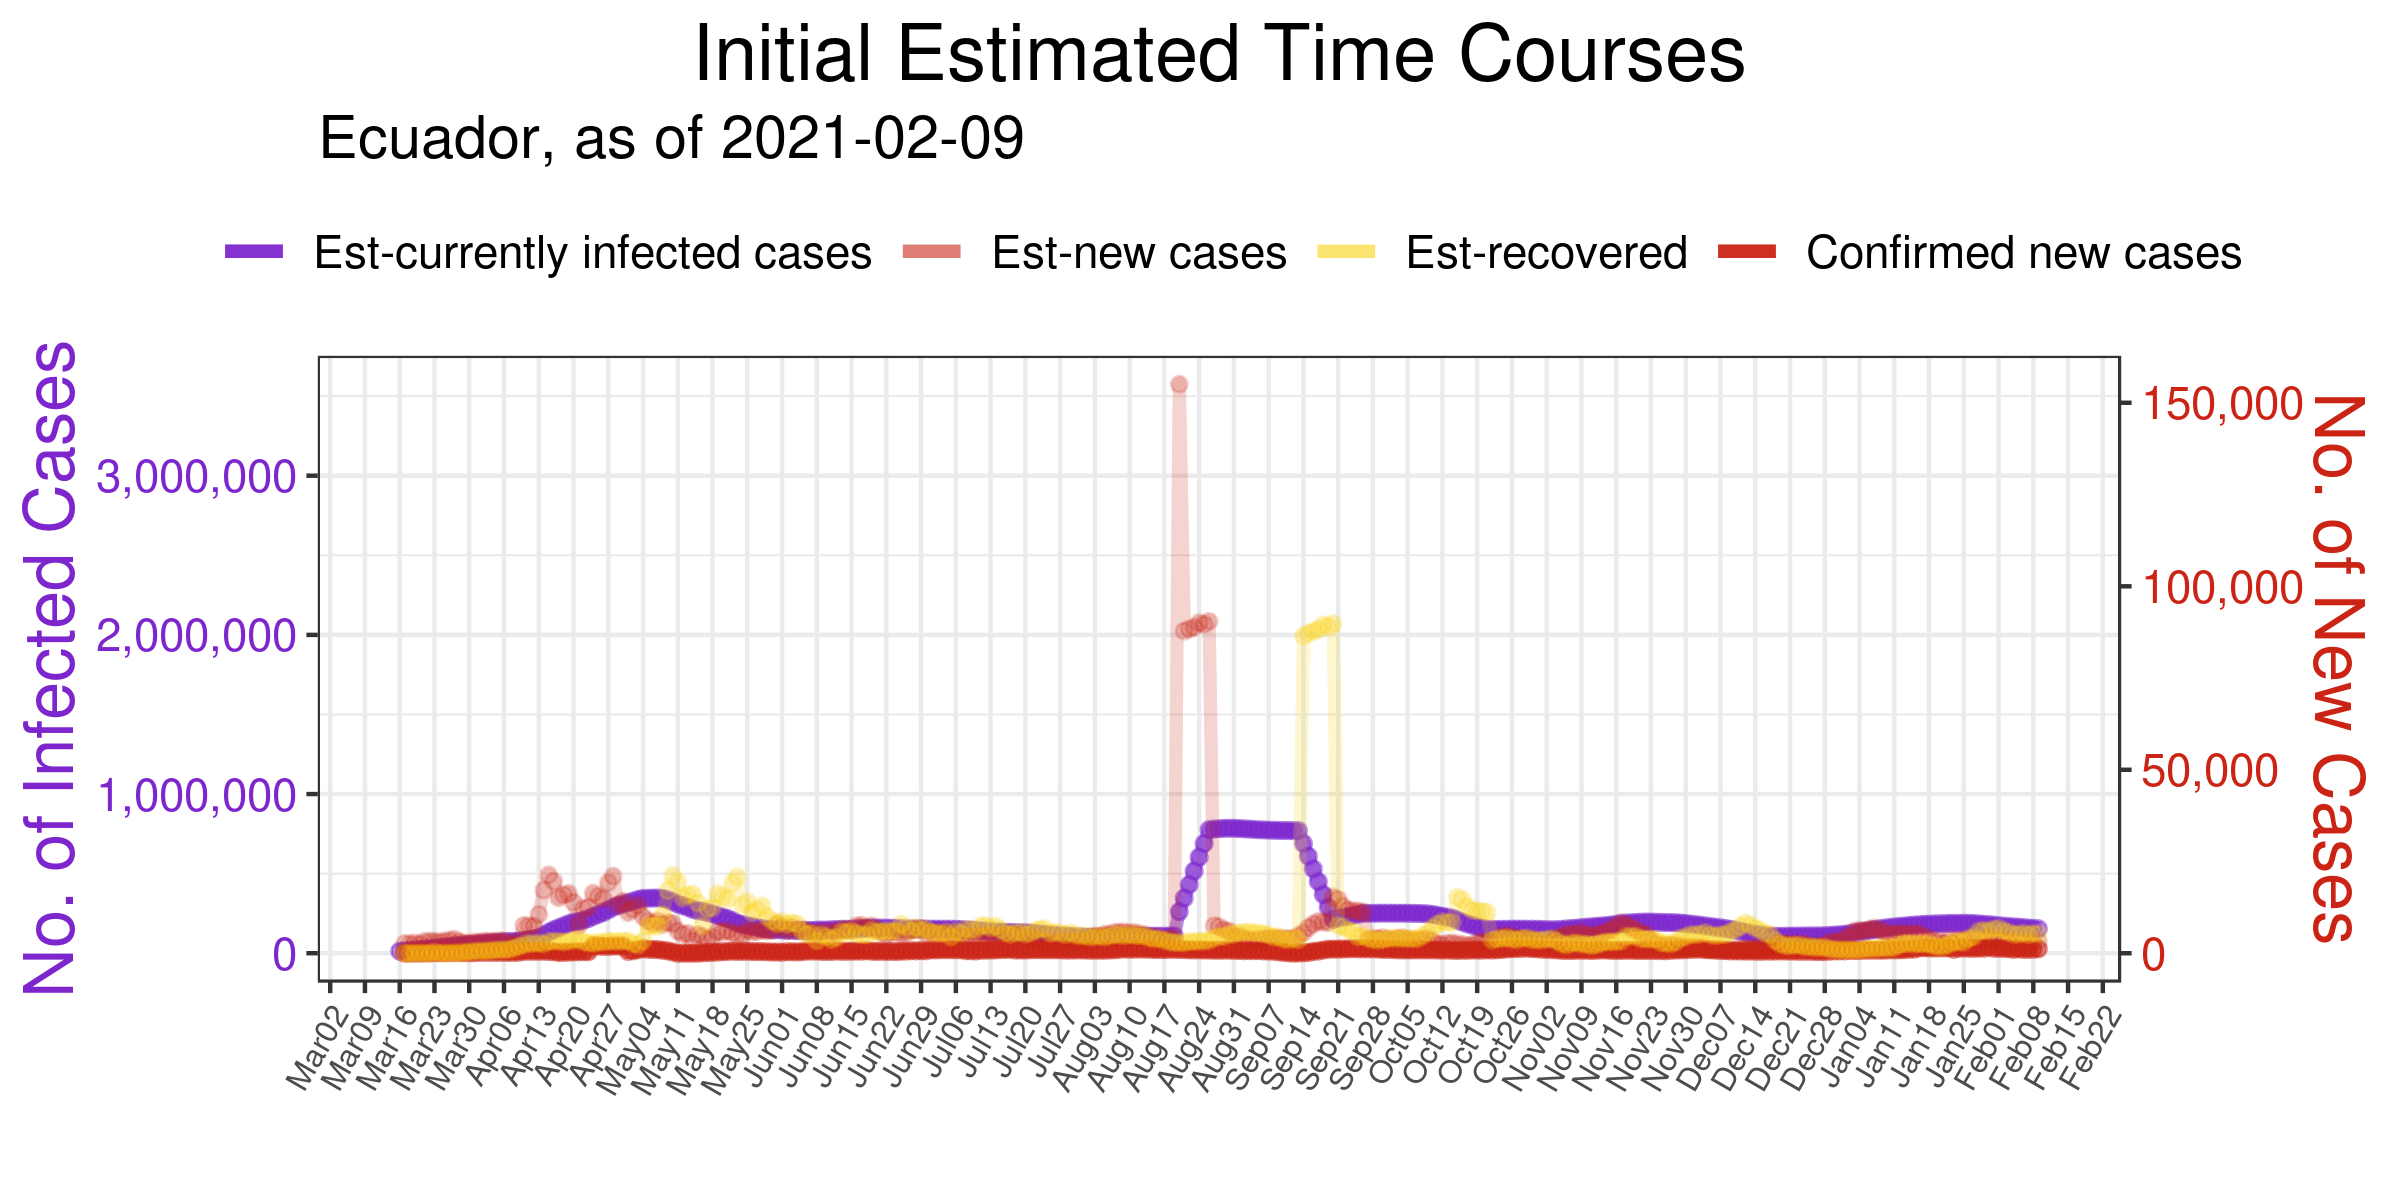 Initial Estimated Time Courses
Ecuador, as of 2021-02-09
Est-currently infected cases Est-new cases Est-recovered Confirmed new cases
No. of Infected Cases
3,000,000
2,000,000
1,000,000
0
150,000
100,000
50,000
0
No. of New Cases
Mar02 Mar09 Mar16 Mar23 Mar30 Apr06 Apr13 Apr20 Apr27 May04 May11 May18 May25 Jun01 Jun08 Jun15 Jun22 Jun29 Jul06 Jul13 Jul20 Jul27 Aug03 Aug10 Aug17 Aug24 Aug31 Sep07 Sep14 Sep21 Sep28 Oct05 Oct12 Oct19 Oct26 Nov02 Nov09 Nov16 Nov23 Nov30 Dec07 Dec14 Dec21 Dec28 Jan04 Jan11 Jan18 Jan25 Feb01 Feb08 Feb15 Feb22